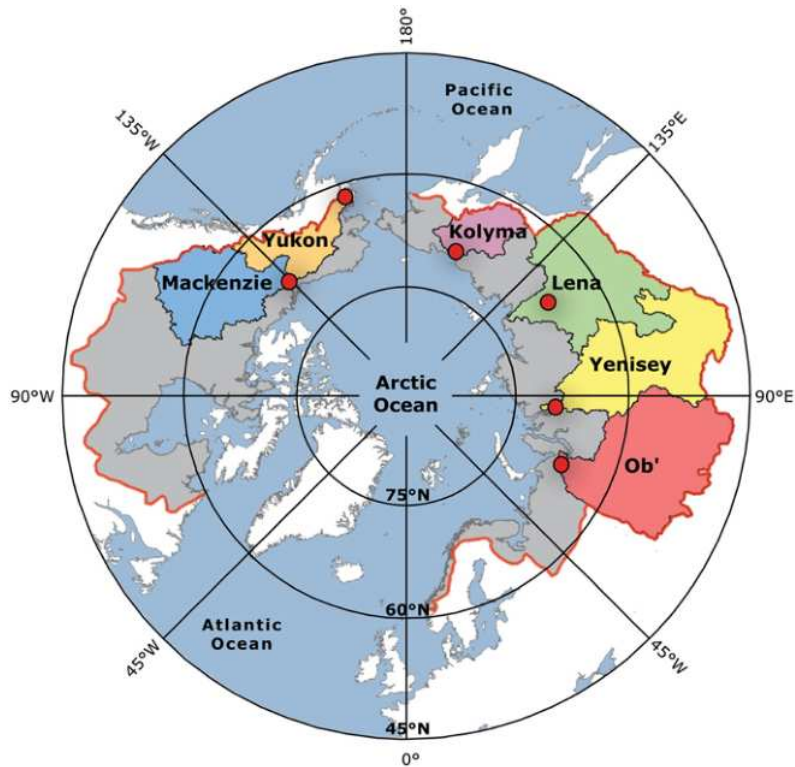 180°
Pacific
Ocean
135°W
135°E
Yukon
Kolyma
Mackenzie
Lena
Yenisey
Arctic
Ocean
90°W
90°E
Ob'
75°N
60°N
Atlantic
Ocean
45°W
45°W
45°N
0°